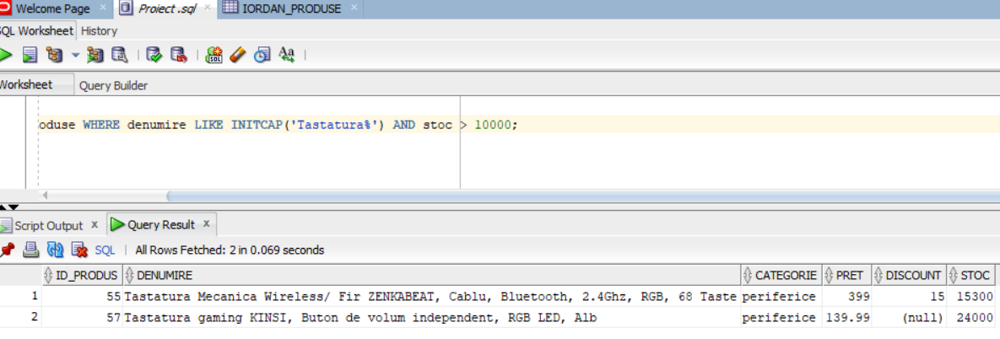 Welcome Page × Proiect .sql × IORDAN_PRODUSE ×
SQL Worksheet History
Worksheet Query Builder
oduse WHERE denumire LIKE INITCAP('Tastatura%') AND stoc > 10000;
Script Output x Query Result x
SQL | All Rows Fetched: 2 in 0.069 seconds
ID_PRODUS DENUMIRE CATEGORIE PRET DISCOUNT STOC
1 55 Tastatura Mecanica Wireless/ Fir ZENKABEAT, Cablu, Bluetooth, 2.4Ghz, RGB, 68 Taste periferice 399 15 15300
2 57 Tastatura gaming KINSI, Buton de volum independent, RGB LED, Alb periferice 139.99 (null) 24000